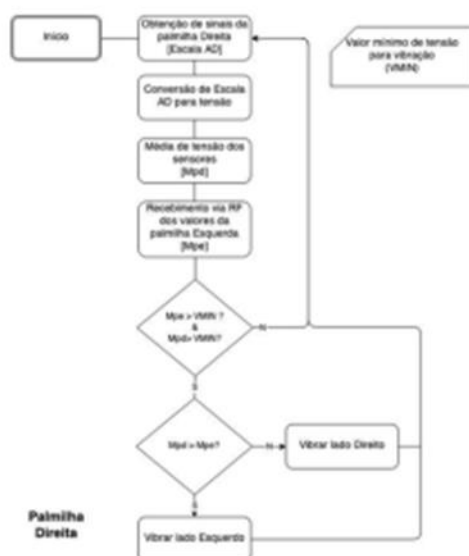 Início
Obtenção de sinais da
palmilha Direita
[Escala AD]
Valor mínimo de tensão
para vibração
(VMIN)
Conversão de Escala
AD para tensão
Média de tensão dos
sensores
[Mpd]
Recebimento via RF
dos valores da
palmilha Esquerda
[Mpe]
Mpe > VMIN ?
&
Mpd> VMIN?
N
S
Mpd > Mpe?
N
Vibrar lado Direito
S
Palmilha
Direita
Vibrar lado Esquerdo